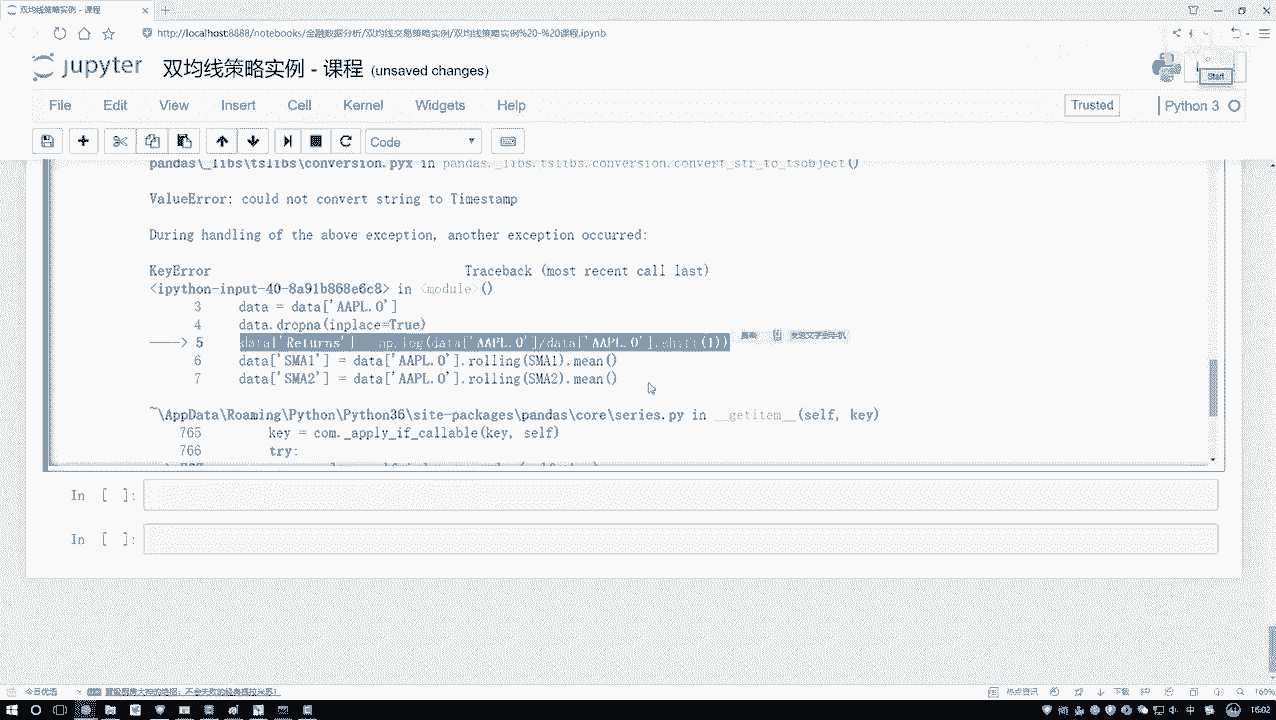 双均线策略实例 - 课程
http://localhost:8888/notebooks/金融数据分析/双均线交易策略实例/双均线策略实例%20-%20课程.ipynb
jupyter 双均线策略实例 - 课程 (unsaved changes)
Start
File Edit View Insert Cell Kernel Widgets Help
Trusted
Python 3
Code
pandas\_libs\tslibs\conversion.pyx in pandas._libs.tslibs.conversion.convert_str_to_tsobject()
ValueError: could not convert string to Timestamp
During handling of the above exception, another exception occurred:
KeyError Traceback (most recent call last)
<ipython-input-40-8a91b868e6c8> in <module>()
3 data = data['AAPL.O']
4 data.dropna(inplace=True)
----> 5 data['Returns'] = np.log(data['AAPL.O']/data['AAPL.O'].shift(1))
6 data['SMA1'] = data['AAPL.O'].rolling(SMA1).mean()
7 data['SMA2'] = data['AAPL.O'].rolling(SMA2).mean()
~\AppData\Roaming\Python\Python36\site-packages\pandas\core\series.py in __getitem__(self, key)
765 key = com._apply_if_callable(key, self)
766 try:
In [ ]:
In [ ]:
今日优选
热点资讯
下载
160%
中
16:02